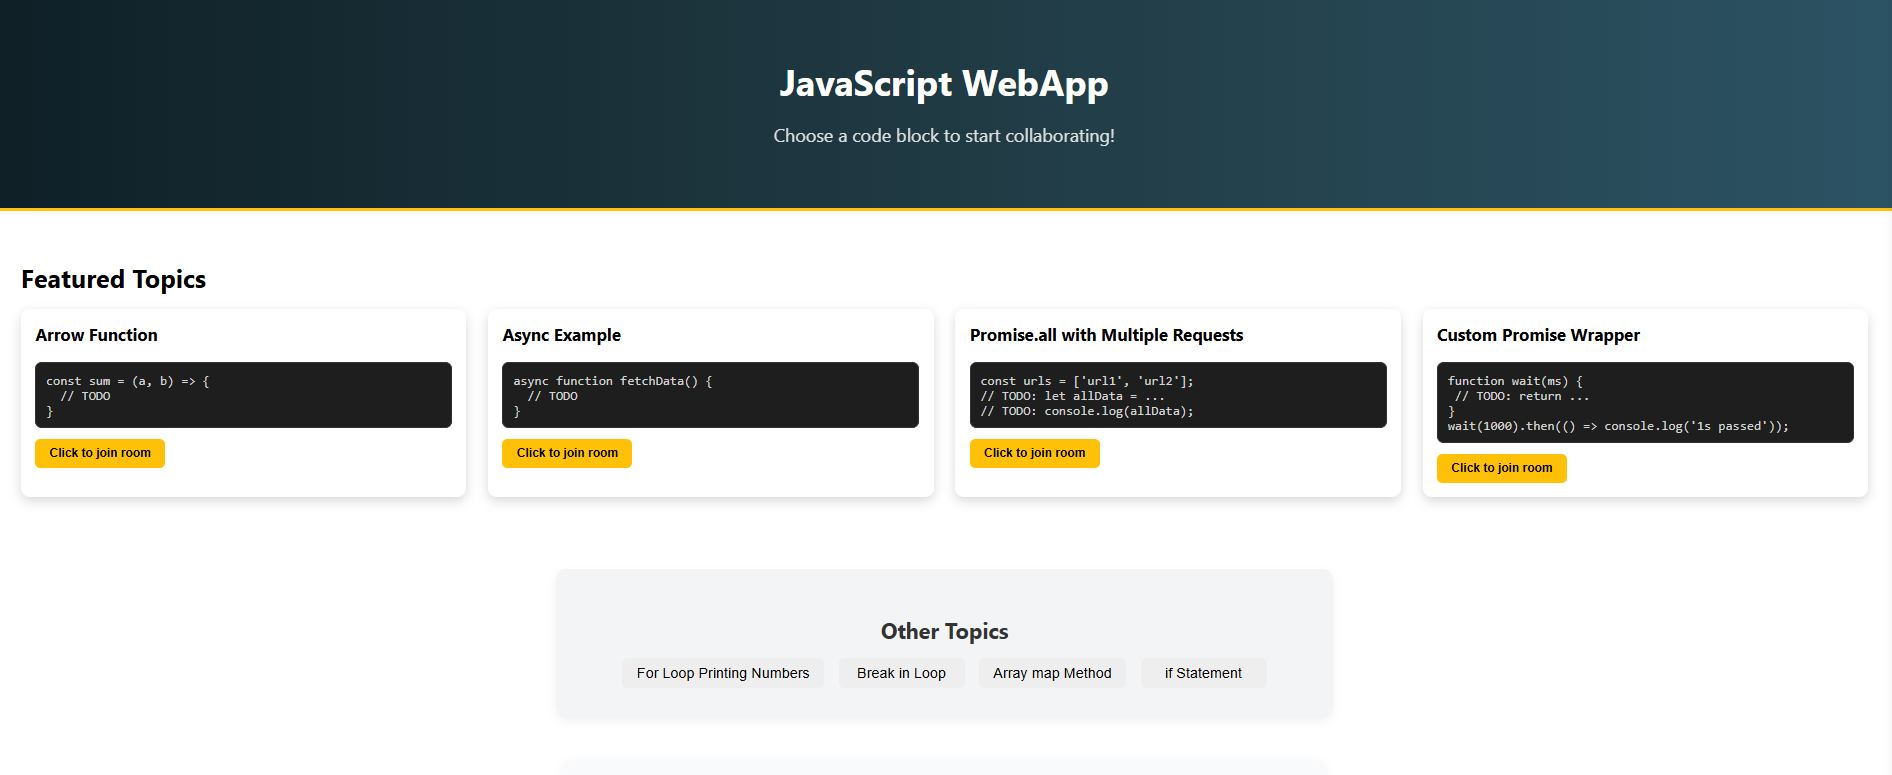 JavaScript WebApp
Choose a code block to start collaborating!
Featured Topics
Arrow Function
const sum = (a, b) => {
  // TODO
}
Click to join room
Async Example
async function fetchData() {
  // TODO
}
Click to join room
Promise.all with Multiple Requests
const urls = ['url1', 'url2'];
// TODO: let allData = ...
// TODO: console.log(allData);
Click to join room
Custom Promise Wrapper
function wait(ms) {
 // TODO: return ...
}
wait(1000).then(() => console.log('1s passed'));
Click to join room
Other Topics
For Loop Printing Numbers
Break in Loop
Array map Method
if Statement